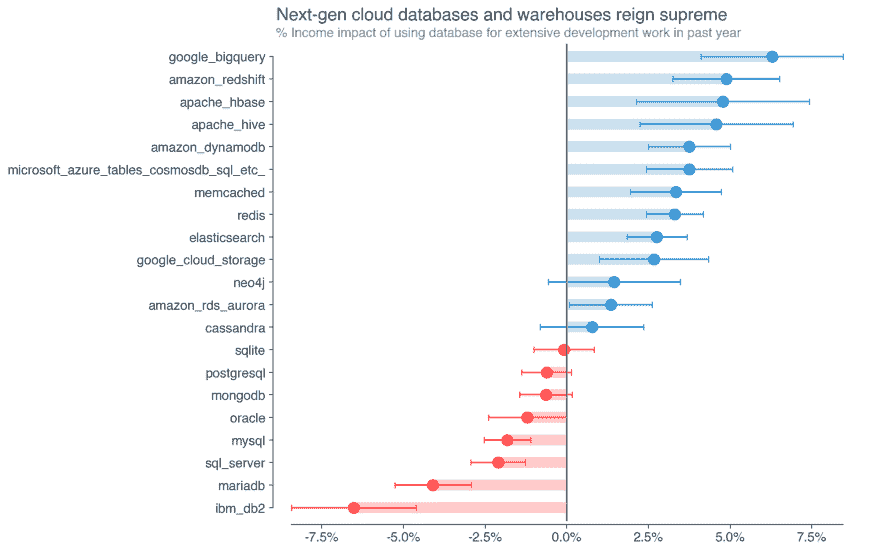 Next-gen cloud databases and warehouses reign supreme
% Income impact of using database for extensive development work in past year
google_bigquery
amazon_redshift
apache_hbase
apache_hive
amazon_dynamodb
microsoft_azure_tables_cosmosdb_sql_etc_
memcached
redis
elasticsearch
google_cloud_storage
neo4j
amazon_rds_aurora
cassandra
sqlite
postgresql
mongodb
oracle
mysql
sql_server
mariadb
ibm_db2
-7.5% -5.0% -2.5% 0.0% 2.5% 5.0% 7.5%